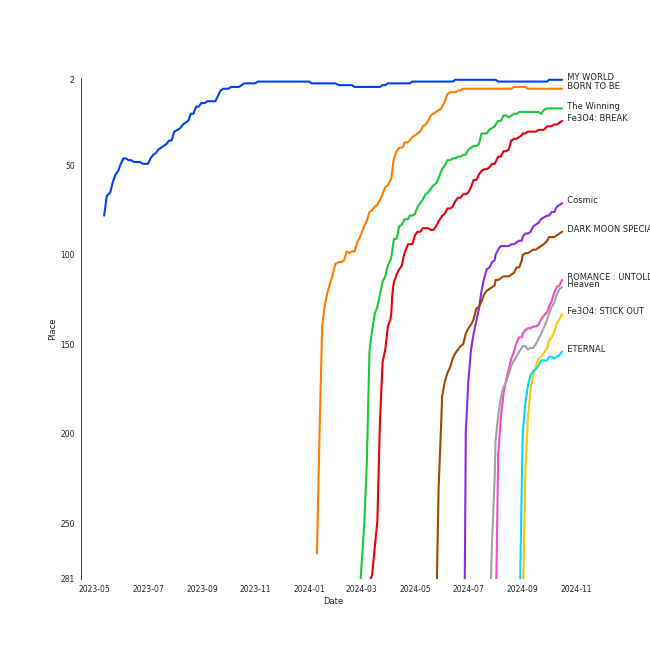 2
50
100
150
200
250
281
Place
2023-05
2023-07
2023-09
2023-11
2024-01
2024-03
2024-05
2024-07
2024-09
2024-11
Date
MY WORLD
BORN TO BE
The Winning
Fe3O4: BREAK
Cosmic
DARK MOON SPECIA
ROMANCE : UNTOLD
Heaven
Fe3O4: STICK OUT
ETERNAL